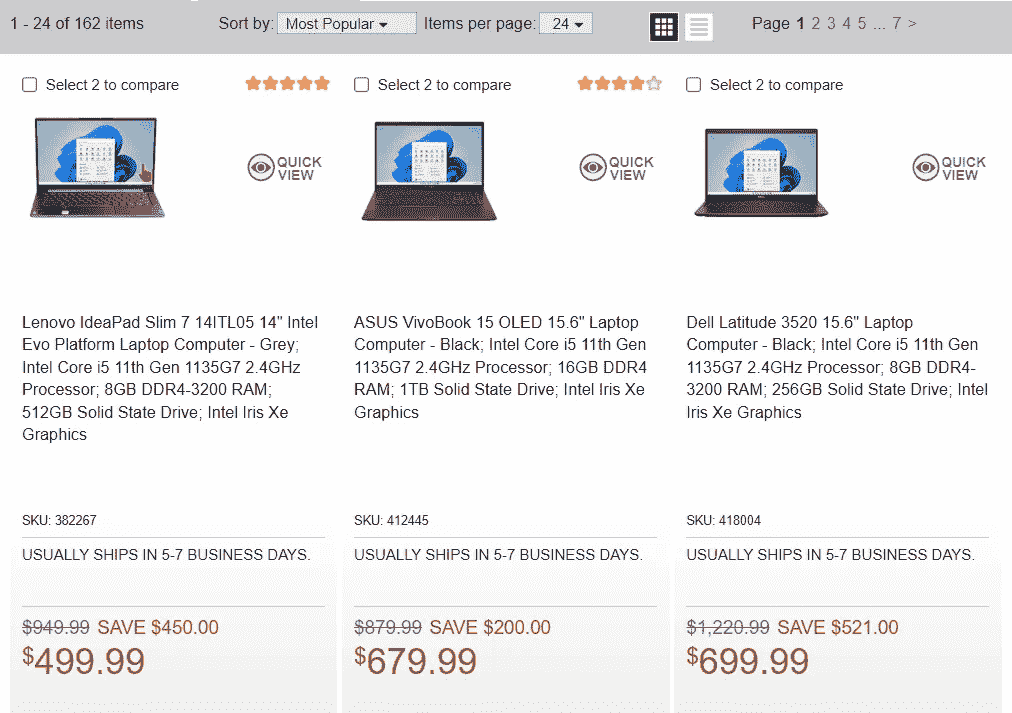 1 - 24 of 162 items Sort by: Most Popular Items per page: 24 Page 1 2 3 4 5 ... 7 >
Select 2 to compare
QUICK
VIEW
Lenovo IdeaPad Slim 7 14ITL05 14" Intel
Evo Platform Laptop Computer - Grey;
Intel Core i5 11th Gen 1135G7 2.4GHz
Processor; 8GB DDR4-3200 RAM;
512GB Solid State Drive; Intel Iris Xe
Graphics
SKU: 382267
USUALLY SHIPS IN 5-7 BUSINESS DAYS.
$949.99 SAVE $450.00
$499.99
Select 2 to compare
QUICK
VIEW
ASUS VivoBook 15 OLED 15.6" Laptop
Computer - Black; Intel Core i5 11th Gen
1135G7 2.4GHz Processor; 16GB DDR4
RAM; 1TB Solid State Drive; Intel Iris Xe
Graphics
SKU: 412445
USUALLY SHIPS IN 5-7 BUSINESS DAYS.
$879.99 SAVE $200.00
$679.99
Select 2 to compare
QUICK
VIEW
Dell Latitude 3520 15.6" Laptop
Computer - Black; Intel Core i5 11th Gen
1135G7 2.4GHz Processor; 8GB DDR4-
3200 RAM; 256GB Solid State Drive; Intel
Iris Xe Graphics
SKU: 418004
USUALLY SHIPS IN 5-7 BUSINESS DAYS.
$1,220.99 SAVE $521.00
$699.99